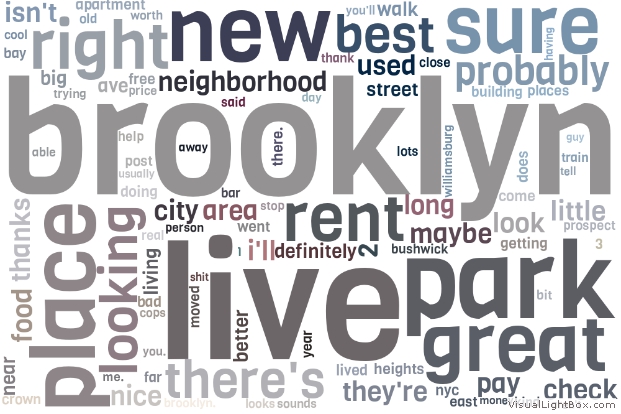 isn't
apartment
old
worth
cool
bay
right
new
thank
you'll
walk
best
sure
having
used
close
probably
big
trying
ave
free
price
neighborhood
said
day
street
building
places
brooklyn
able
help
post
usually
doing
away
there.
lots
williamsburg
does
guy
train
tell
bar
come
thanks
place
looking
real
living
city
area
stop
person
went
1
i'll
definitely
rent
2
long
maybe
bushwick
look
getting
little
prospect
3
food
bad
cops
you.
me.
far
nice
moved
shit
live
better
year
park
great
bit
near
crown
there's
brooklyn.
looks
sounds
lived
heights
they're
nyc
east
pay
check
VisualLightBox.com